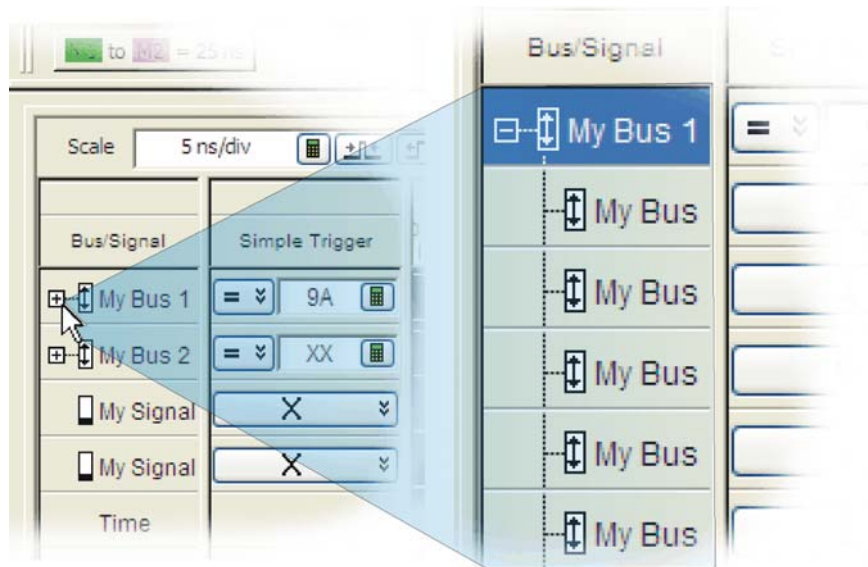 to M2 = 25 ns
Scale 5 ns/div
Bus/Signal Simple Trigger
My Bus 1 = 9A
My Bus 2 = XX
My Signal X
My Signal X
Time
Bus/Signal
My Bus 1 =
My Bus
My Bus
My Bus
My Bus
My Bus